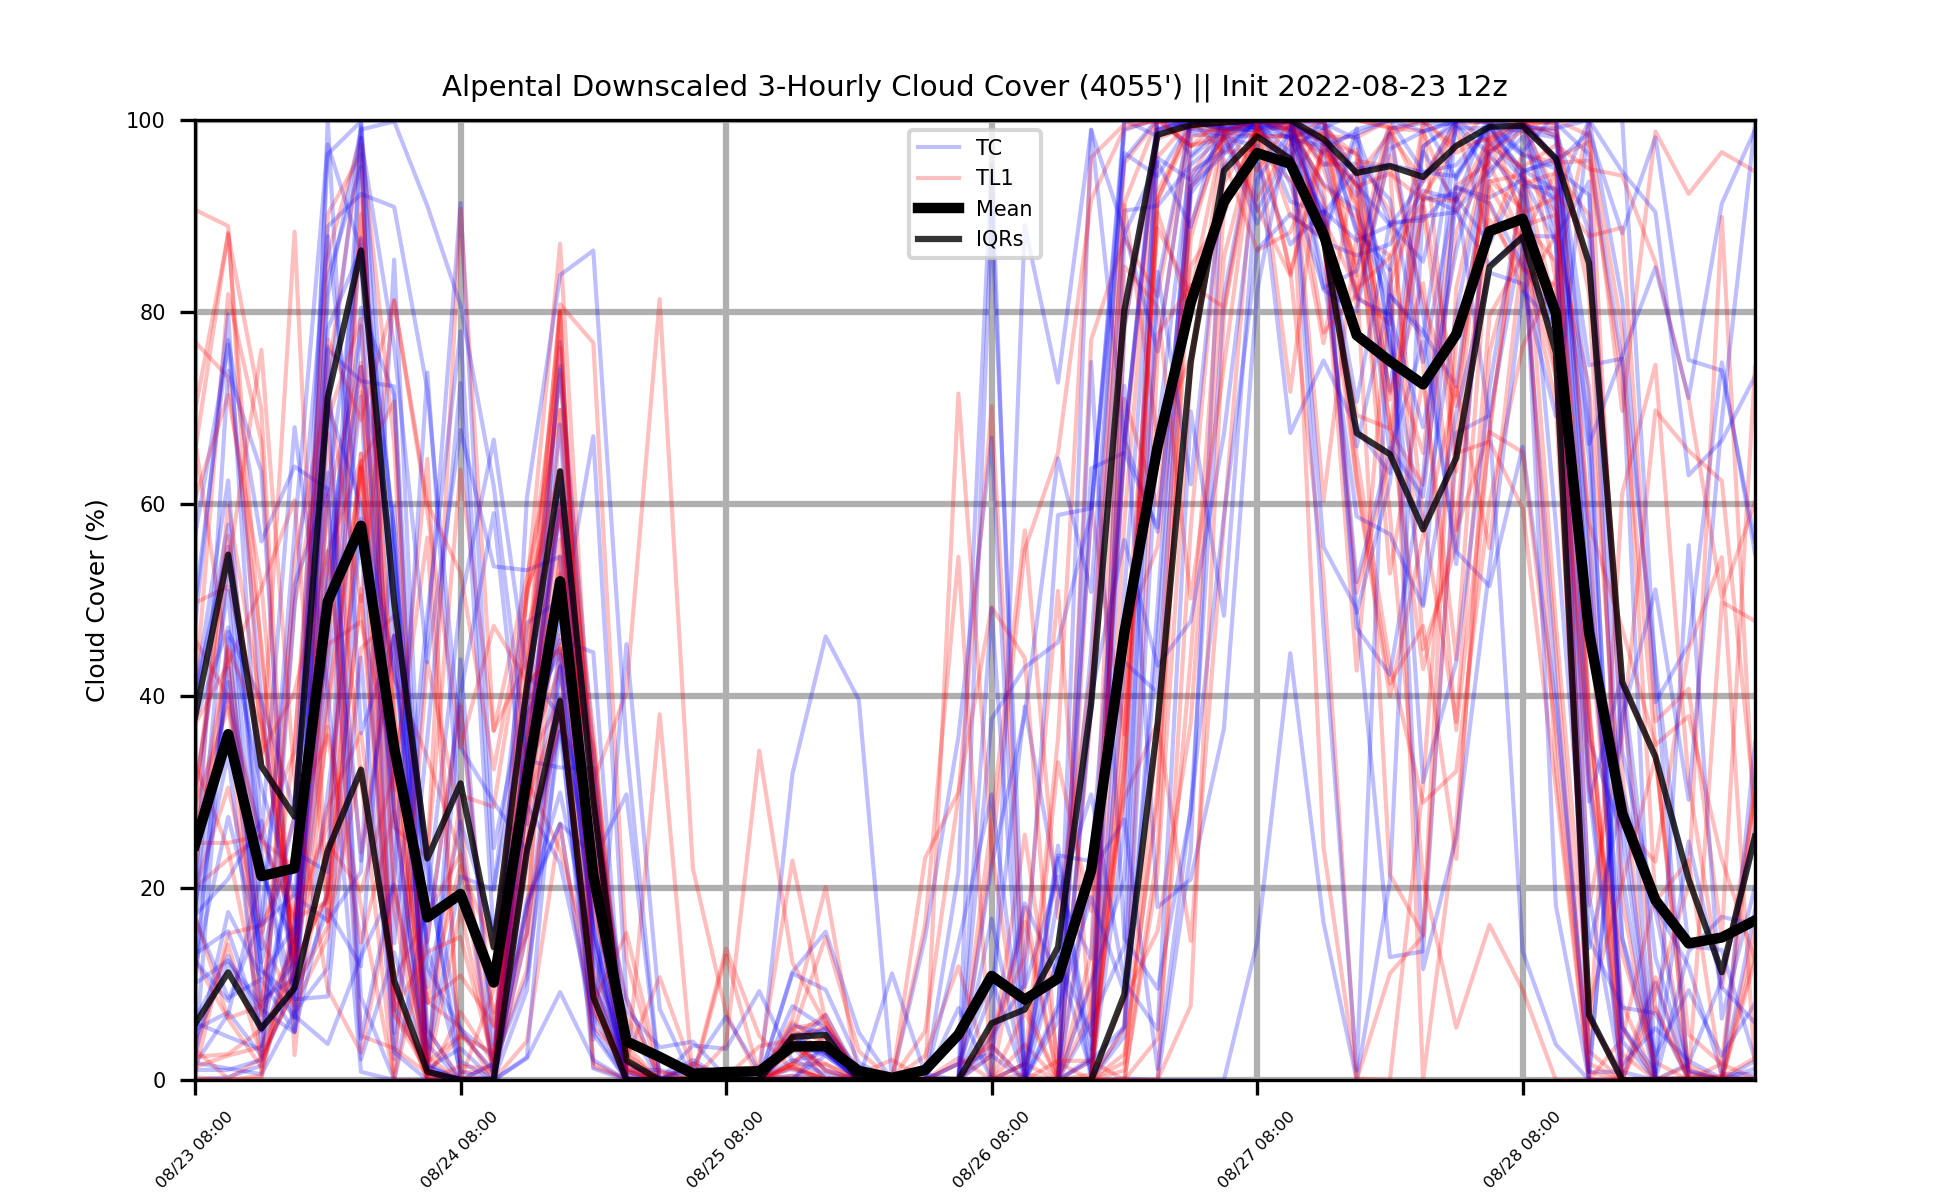 Alpental Downscaled 3-Hourly Cloud Cover (4055') || Init 2022-08-23 12z
Cloud Cover (%)
100
80
60
40
20
0
TC
TL1
Mean
IQRs
08/23 08:00
08/24 08:00
08/25 08:00
08/26 08:00
08/27 08:00
08/28 08:00